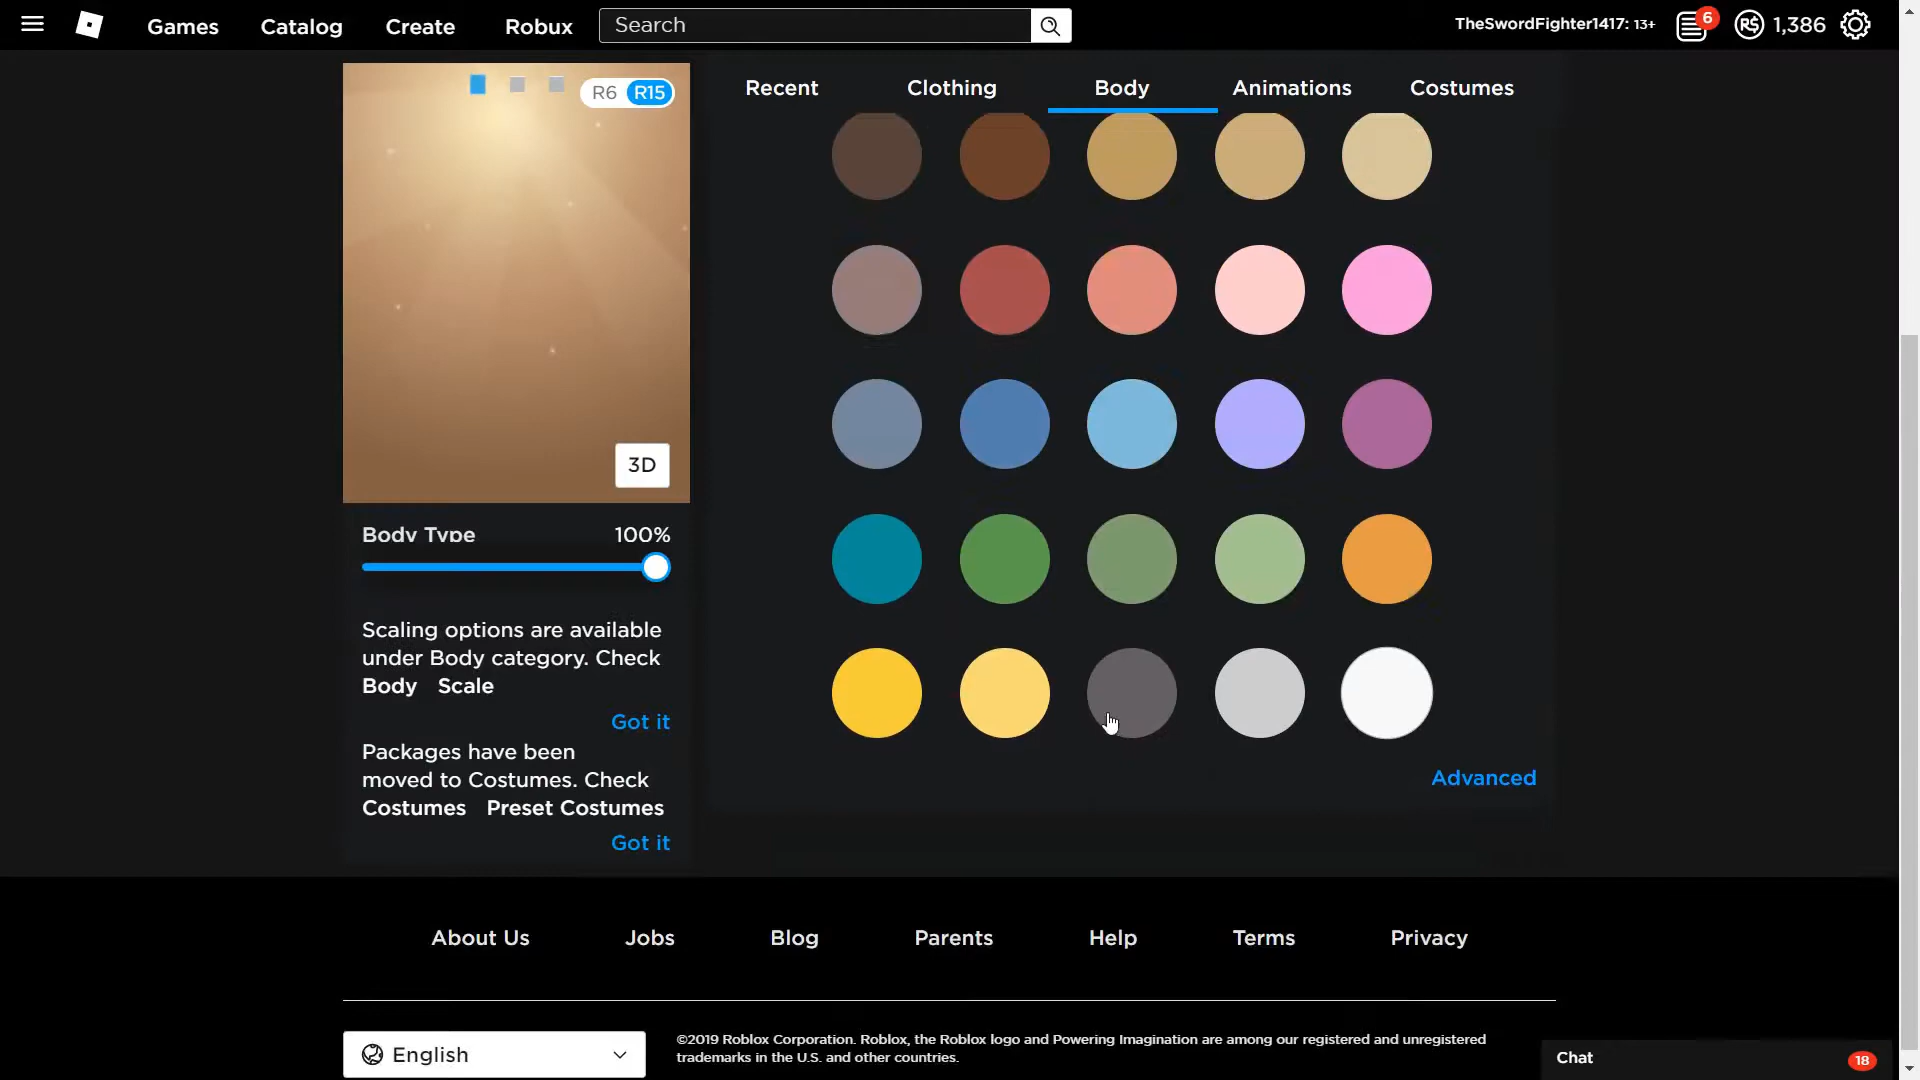 Games
Catalog
Create
Robux
Search
TheSwordFighter1417: 13+
6
R$
1,386
R6
R15
Recent
Clothing
Body
Animations
Costumes
3D
Body Type
100%
Scaling options are available
under Body category. Check
Body Scale
Got it
Packages have been
moved to Costumes. Check
Costumes Preset Costumes
Got it
Advanced
About Us
Jobs
Blog
Parents
Help
Terms
Privacy
English
©2019 Roblox Corporation. Roblox, the Roblox logo and Powering Imagination are among our registered and unregistered
trademarks in the U.S. and other countries.
Chat
18